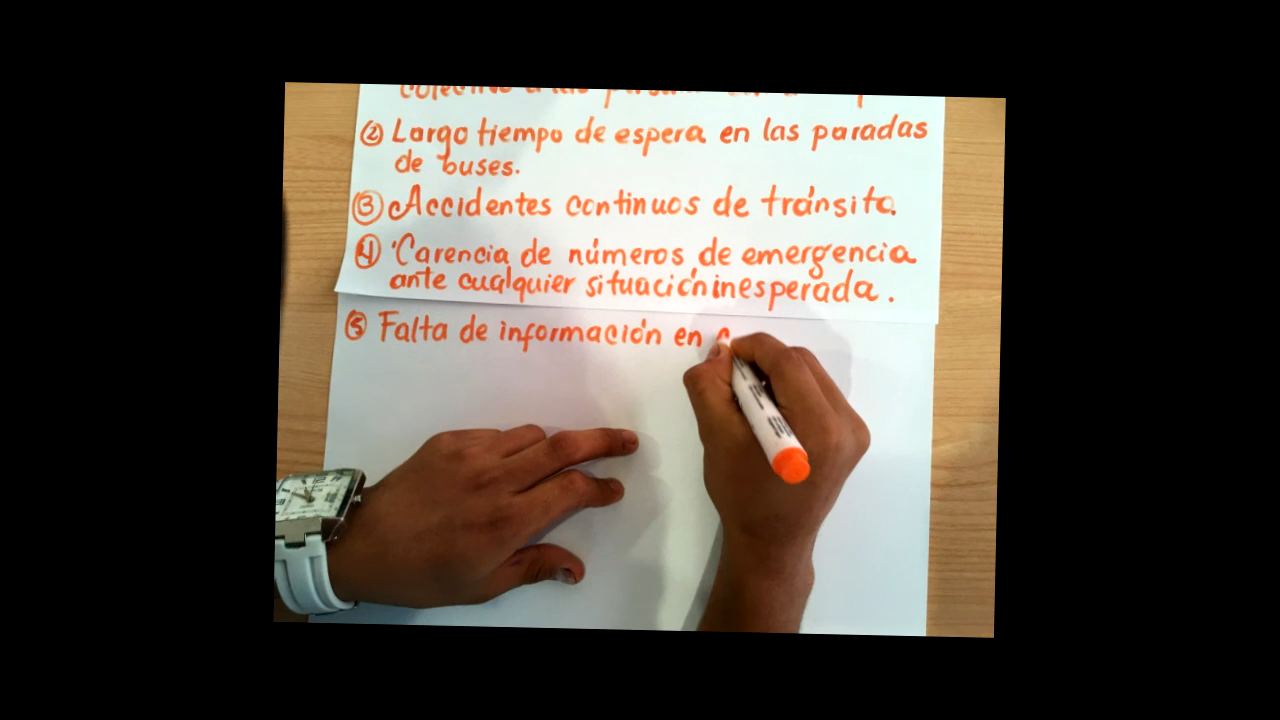 ② Largo tiempo de espera en las paradas
de buses.
③ Accidentes continuos de tránsito.
④ Carencia de números de emergencia
ante cualquier situación inesperada.
⑤ Falta de información en